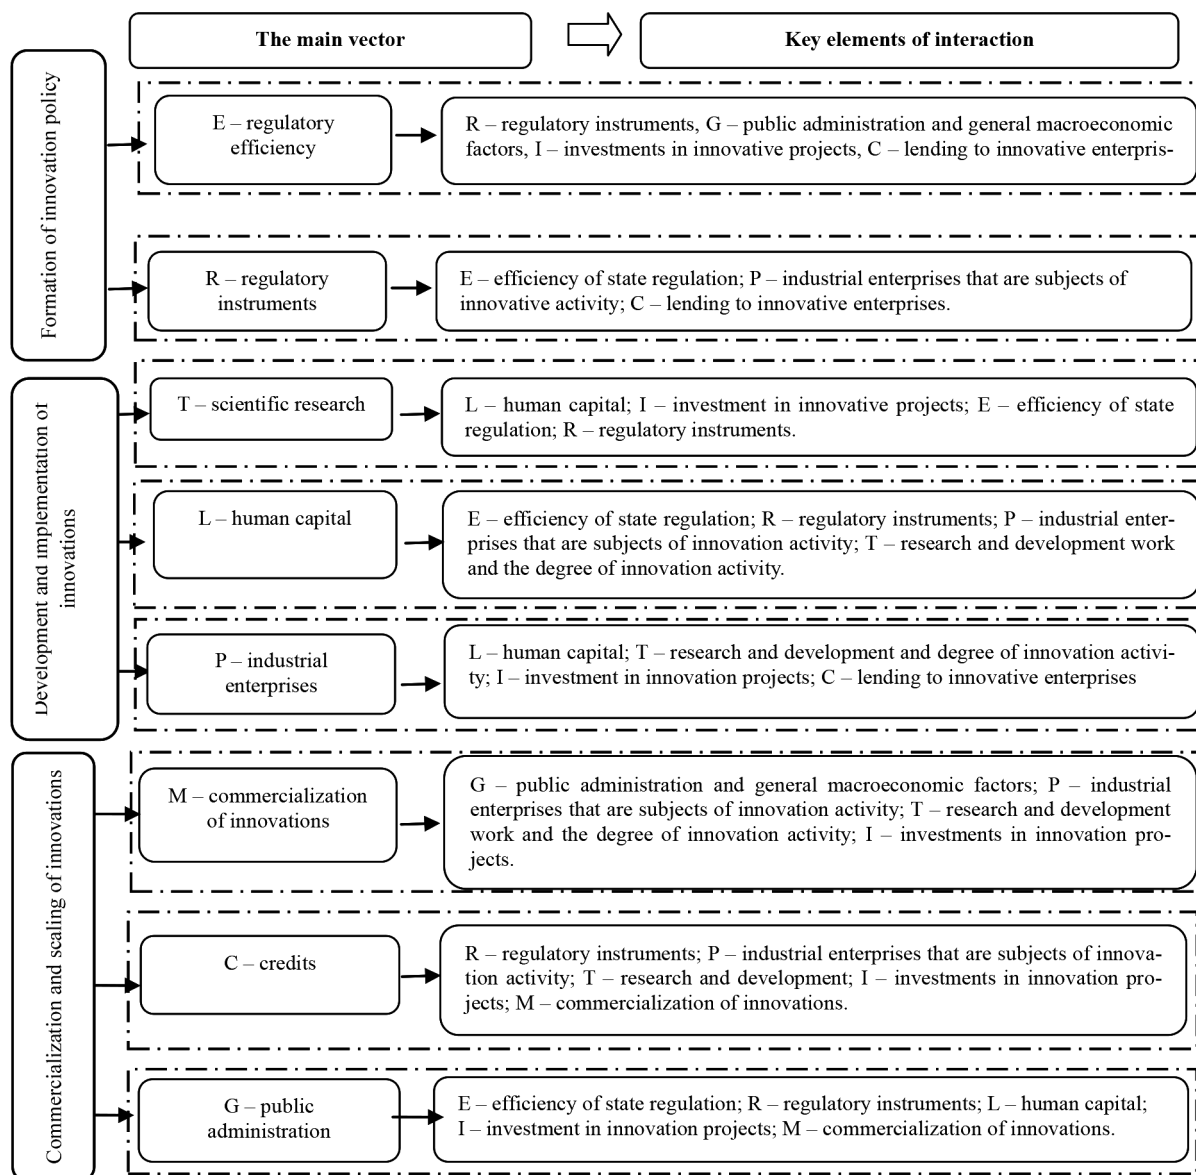 The main vector
Key elements of interaction
Formation of innovation policy
E – regulatory
efficiency
R – regulatory instruments, G – public administration and general macroeconomic
factors, I – investments in innovative projects, C – lending to innovative enterpris-
R – regulatory
instruments
E – efficiency of state regulation; P – industrial enterprises that are subjects of
innovative activity; C – lending to innovative enterprises.
Development and implementation of
innovations
T – scientific research
L – human capital; I – investment in innovative projects; E – efficiency of state
regulation; R – regulatory instruments.
L – human capital
E – efficiency of state regulation; R – regulatory instruments; P – industrial enter-
prises that are subjects of innovation activity; T – research and development work
and the degree of innovation activity.
P – industrial
enterprises
L – human capital; T – research and development and degree of innovation activi-
ty; I – investment in innovation projects; C – lending to innovative enterprises
Commercialization and scaling of innovations
M – commercialization
of innovations
G – public administration and general macroeconomic factors; P – industrial
enterprises that are subjects of innovation activity; T – research and development
work and the degree of innovation activity; I – investments in innovation pro-
jects.
C – credits
R – regulatory instruments; P – industrial enterprises that are subjects of innova-
tion activity; T – research and development; I – investments in innovation pro-
jects; M – commercialization of innovations.
G – public
administration
E – efficiency of state regulation; R – regulatory instruments; L – human capital;
I – investment in innovation projects; M – commercialization of innovations.